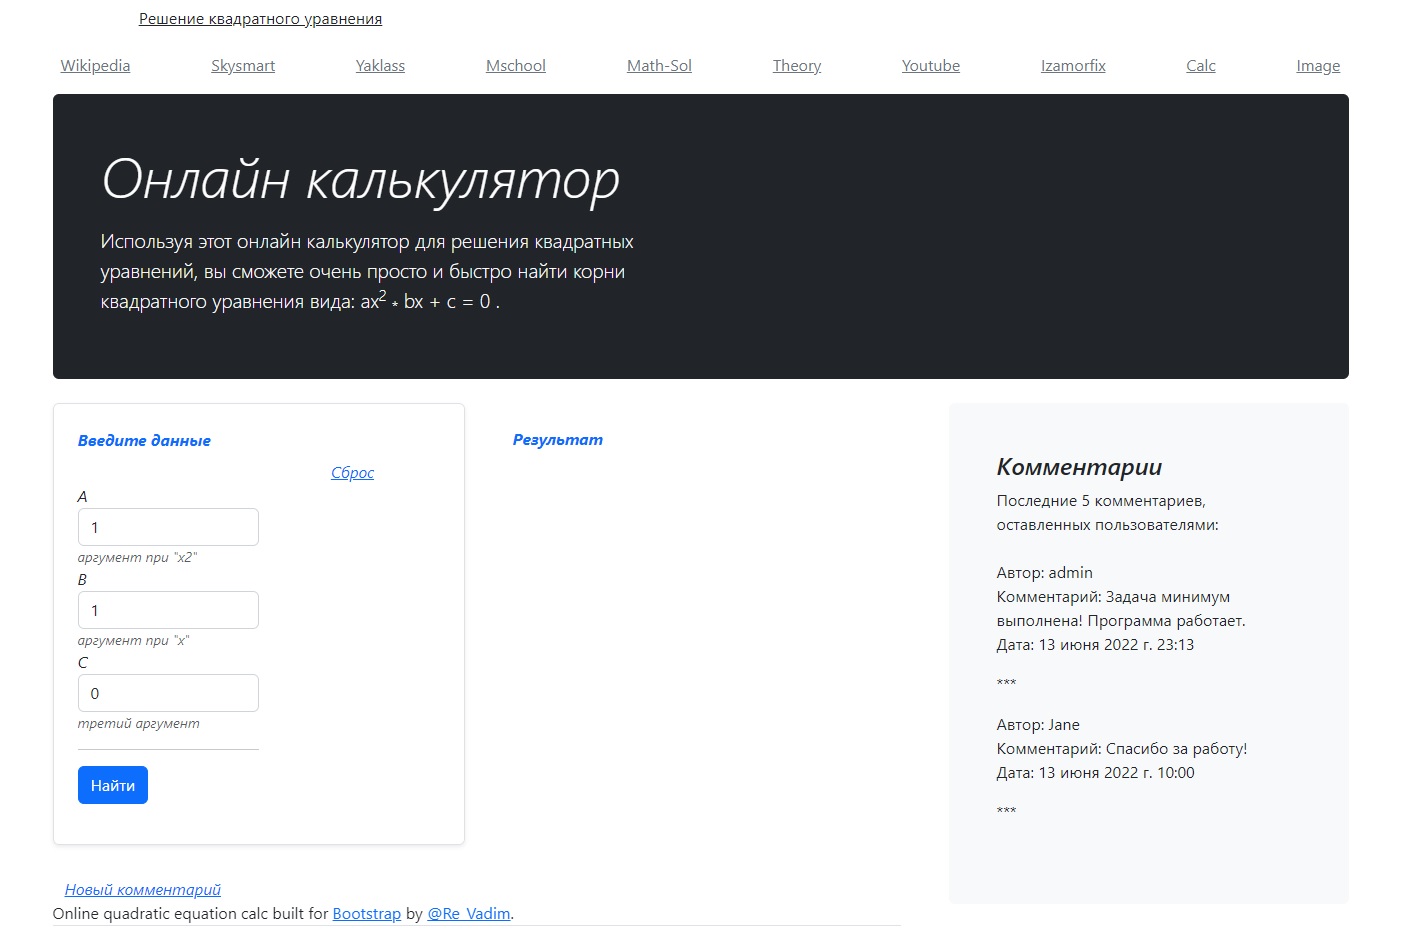 Решение квадратного уравнения
Wikipedia Skysmart Yaklass Mschool Math-Sol Theory Youtube Izamorfix Calc Image
Онлайн калькулятор
Используя этот онлайн калькулятор для решения квадратных
уравнений, вы сможете очень просто и быстро найти корни
квадратного уравнения вида: ax² * bx + c = 0 .
Введите данные
Сброс
A
1
аргумент при "x2"
B
1
аргумент при "x"
C
0
третий аргумент
Найти
Результат
Комментарии
Последние 5 комментариев,
оставленных пользователями:
Автор: admin
Комментарий: Задача минимум
выполнена! Программа работает.
Дата: 13 июня 2022 г. 23:13
***
Автор: Jane
Комментарий: Спасибо за работу!
Дата: 13 июня 2022 г. 10:00
***
Новый комментарий
Online quadratic equation calc built for Bootstrap by @Re_Vadim.